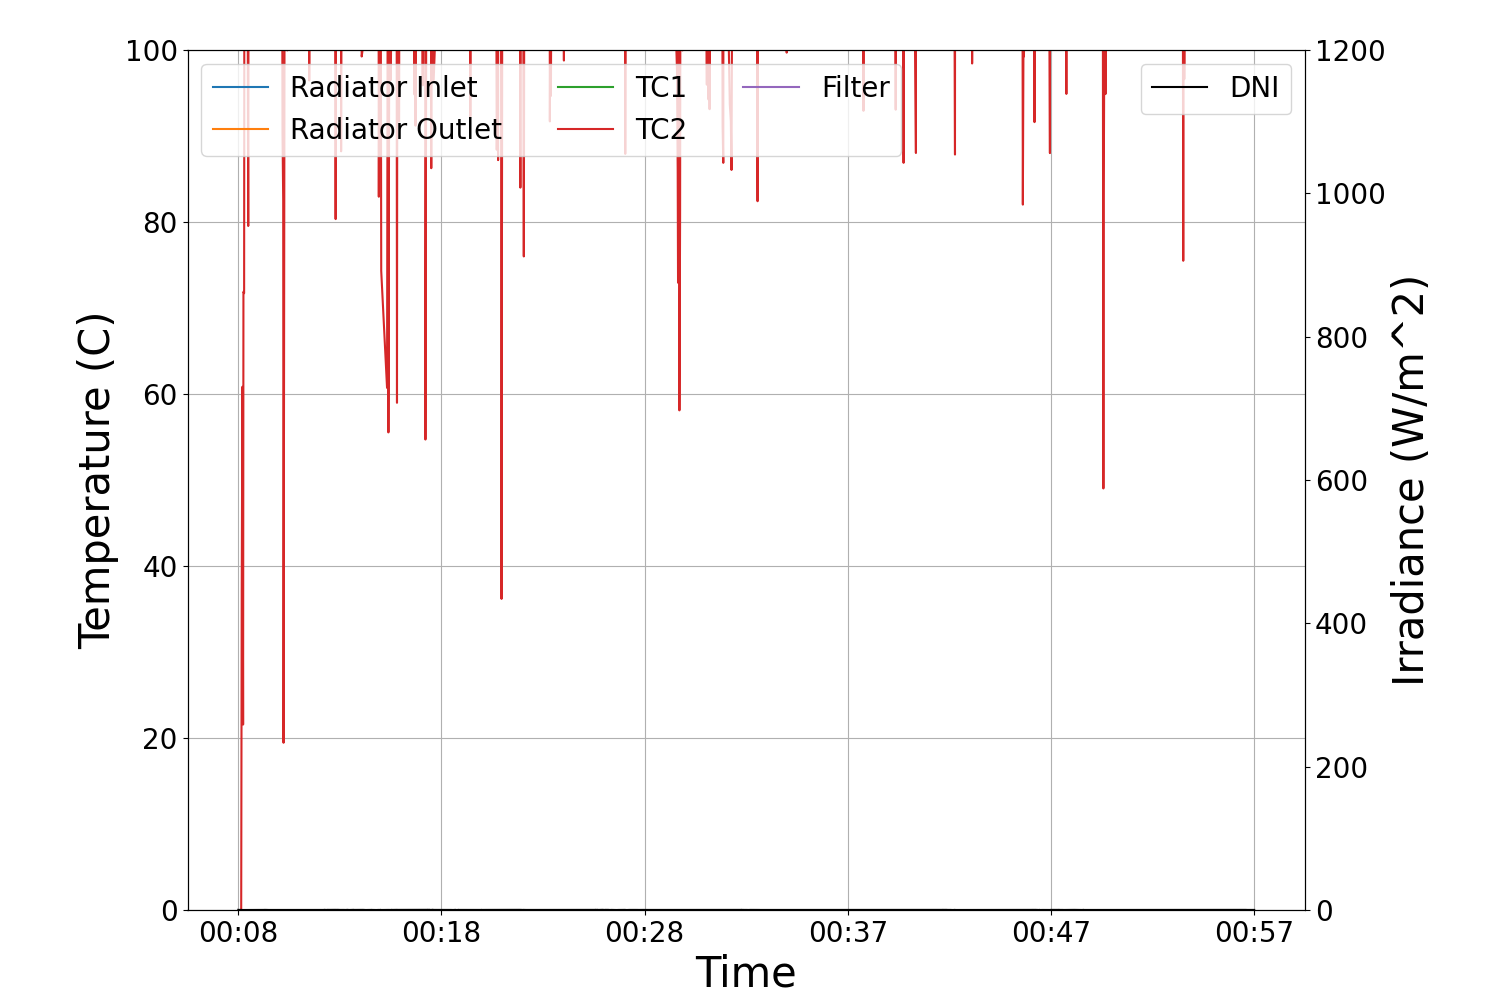 100
80
60
40
20
0
Temperature (C)
Radiator Inlet
Radiator Outlet
TC1
TC2
Filter
DNI
1200
1000
800
600
400
200
0
Irradiance (W/m^2)
00:08 00:18 00:28 00:37 00:47 00:57
Time